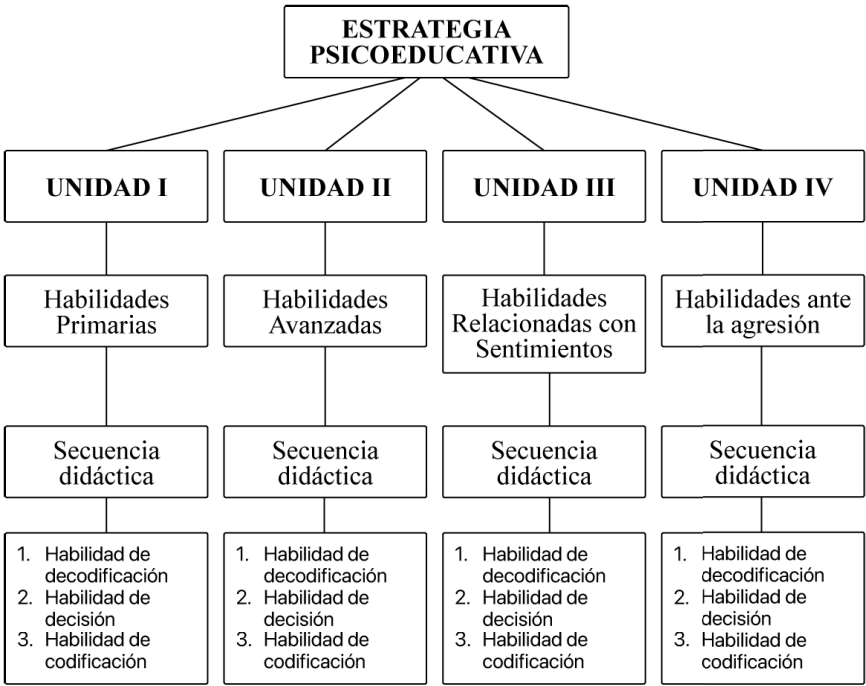 ESTRATEGIA
PSICOEDUCATIVA
UNIDAD I
UNIDAD II
UNIDAD III
UNIDAD IV
Habilidades
Primarias
Habilidades
Avanzadas
Habilidades
Relacionadas con
Sentimientos
Habilidades ante
la agresión
Secuencia
didáctica
Secuencia
didáctica
Secuencia
didáctica
Secuencia
didáctica
1. Habilidad de
decodificación
2. Habilidad de
decisión
3. Habilidad de
codificación
1. Habilidad de
decodificación
2. Habilidad de
decisión
3. Habilidad de
codificación
1. Habilidad de
decodificación
2. Habilidad de
decisión
3. Habilidad de
codificación
1. Habilidad de
decodificación
2. Habilidad de
decisión
3. Habilidad de
codificación